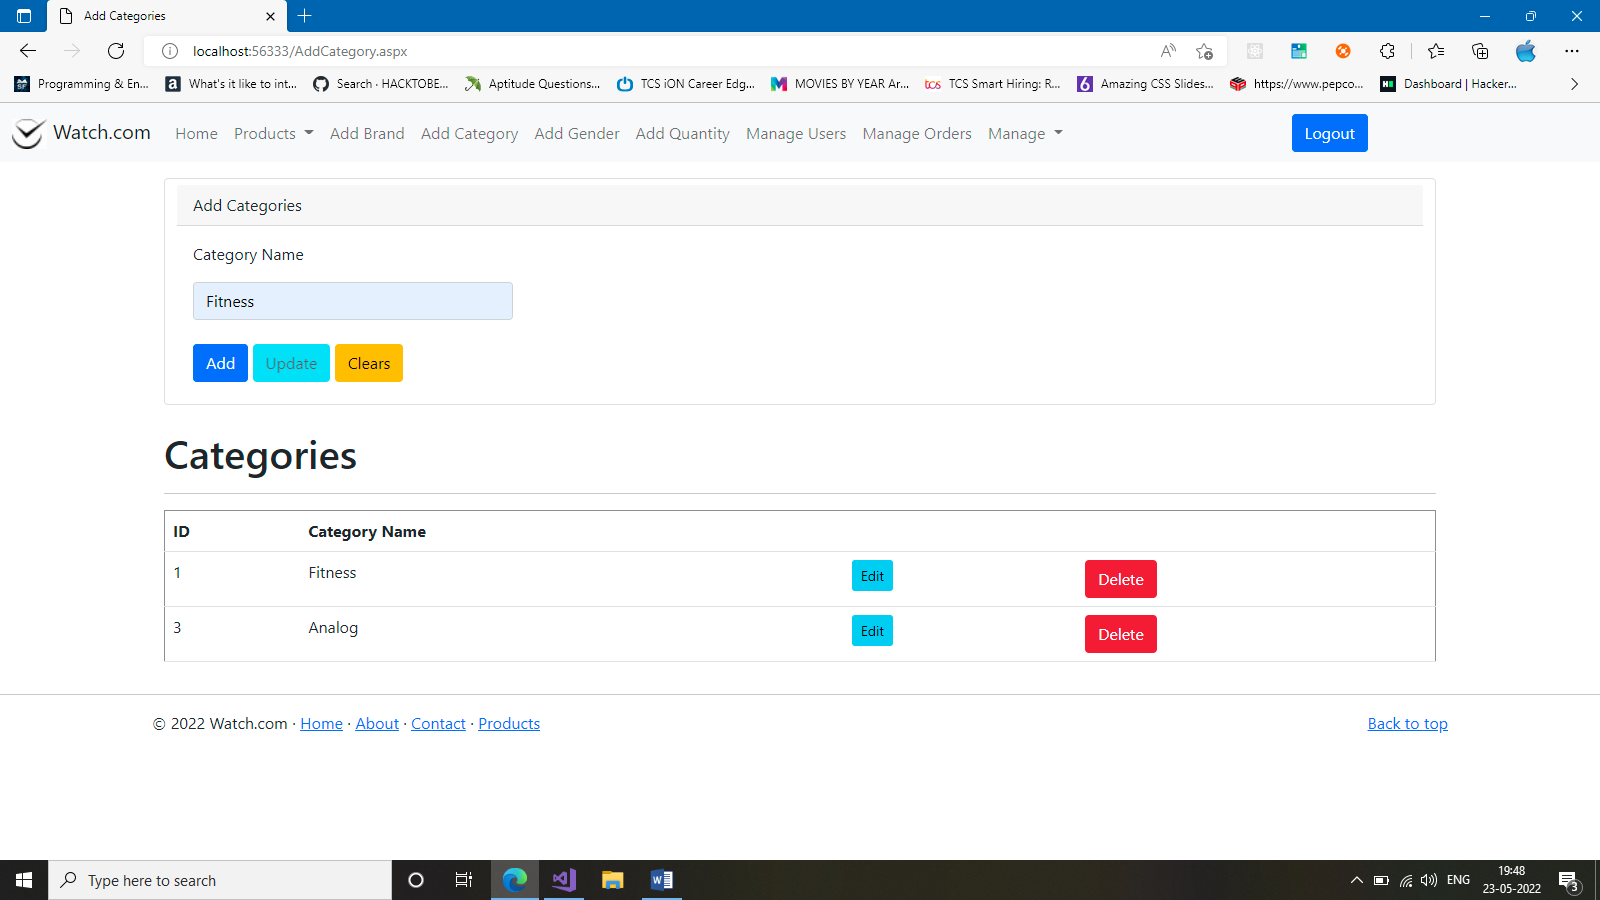 Add Categories
localhost:56333/AddCategory.aspx
Programming & En... What's it like to int... Search · HACKTOBE... Aptitude Questions... TCS iON Career Edg... MOVIES BY YEAR Ar... TCS Smart Hiring: R... Amazing CSS Slides... https://www.pepco... Dashboard | Hacker...
Watch.com Home Products Add Brand Add Category Add Gender Add Quantity Manage Users Manage Orders Manage Logout
Add Categories
Category Name
Fitness
Add Update Clears
Categories
ID Category Name
1 Fitness Edit Delete
3 Analog Edit Delete
© 2022 Watch.com · Home · About · Contact · Products Back to top
Type here to search ENG 19:48
23-05-2022 3